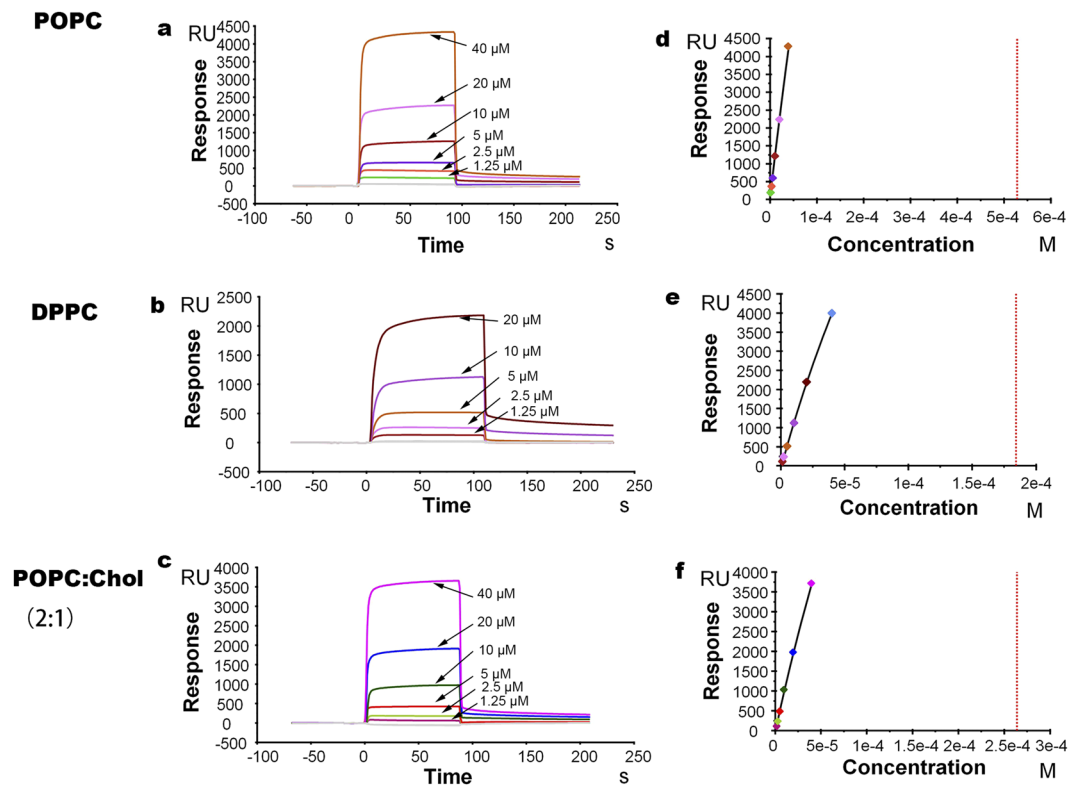 POPC
a
RU
4500
4000
3500
3000
2500
2000
1500
1000
500
0
-500
Response
-100
-50
0
50
100
150
200
250
Time
s
40 µM
20 µM
10 µM
5 µM
2.5 µM
1.25 µM
d
RU
4500
4000
3500
3000
2500
2000
1500
1000
500
0
Response
0
1e-4
2e-4
3e-4
4e-4
5e-4
6e-4
Concentration
M
DPPC
b
RU
2500
2000
1500
1000
500
0
-500
Response
-100
-50
0
50
100
150
200
250
Time
s
20 µM
10 µM
5 µM
2.5 µM
1.25 µM
e
RU
4500
4000
3500
3000
2500
2000
1500
1000
500
0
Response
0
5e-5
1e-4
1.5e-4
2e-4
Concentration
M
POPC:Chol
(2:1)
c
RU
4000
3500
3000
2500
2000
1500
1000
500
0
-500
Response
-100
-50
0
50
100
150
200
250
Time
s
40 µM
20 µM
10 µM
5 µM
2.5 µM
1.25 µM
f
RU
4000
3500
3000
2500
2000
1500
1000
500
0
Response
0
5e-5
1e-4
1.5e-4
2e-4
2.5e-4
3e-4
Concentration
M